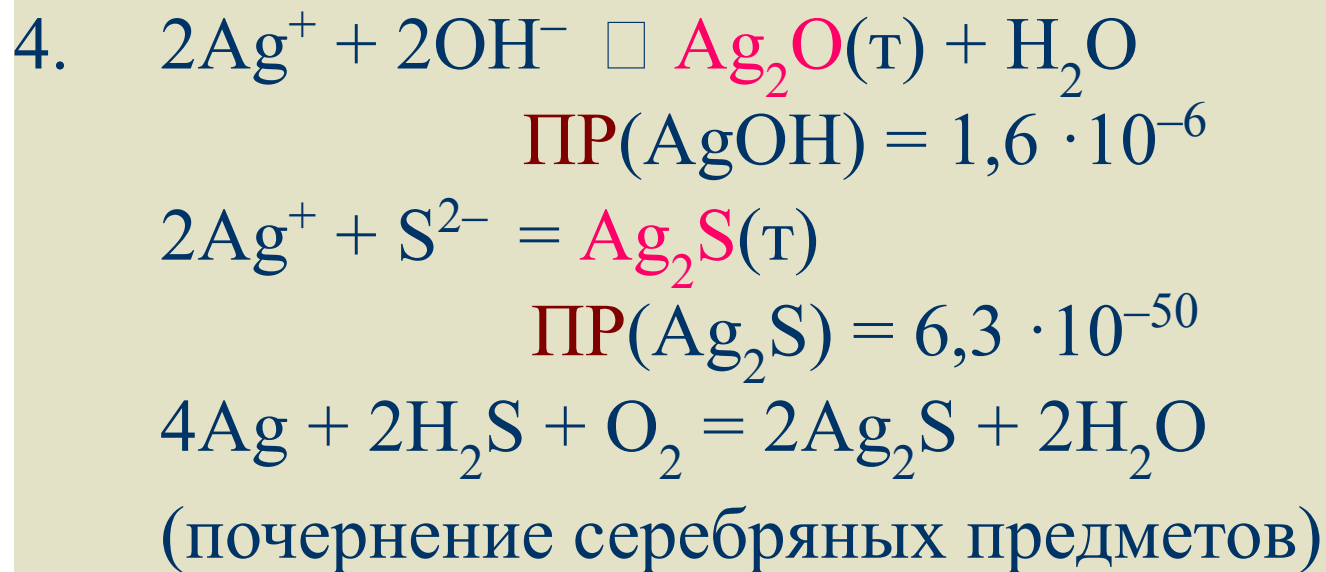 4. 2Ag⁺ + 2OH⁻ □ Ag₂O(т) + H₂O
ПР(AgOH) = 1,6 ·10⁻⁶
2Ag⁺ + S²⁻ = Ag₂S(т)
ПР(Ag₂S) = 6,3 ·10⁻⁵⁰
4Ag + 2H₂S + O₂ = 2Ag₂S + 2H₂O
(почернение серебряных предметов)